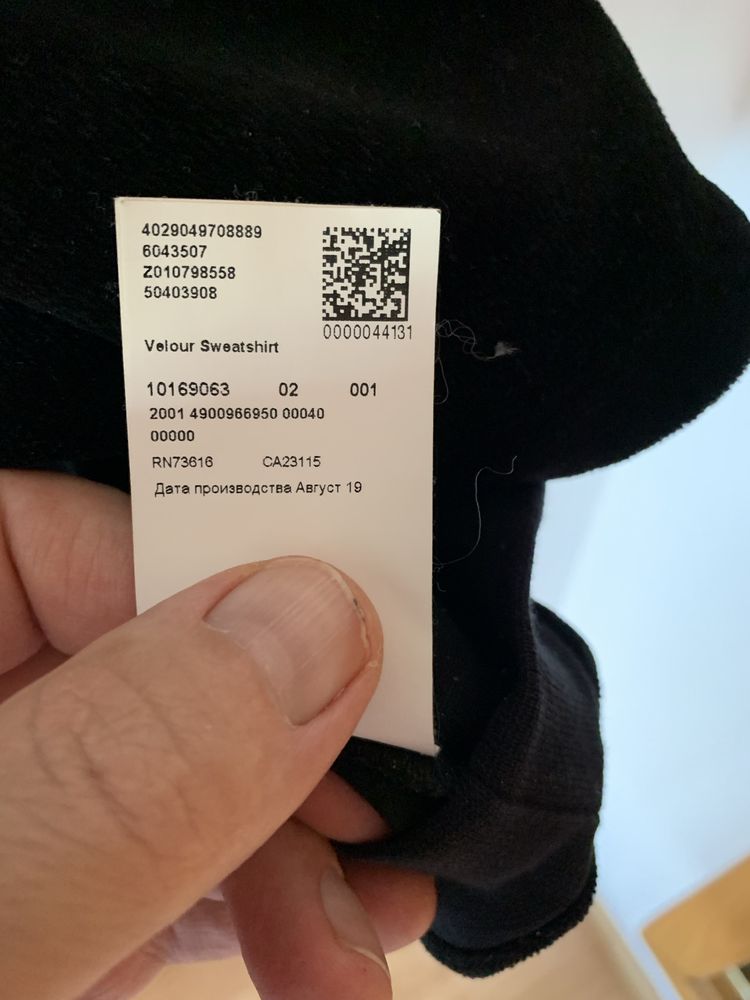 4029049708889
6043507
Z010798558
50403908
0000044131
Velour Sweatshirt
10169063 02 001
2001 4900966950 00040
00000
RN73616 CA23115
Дата производства Август 19